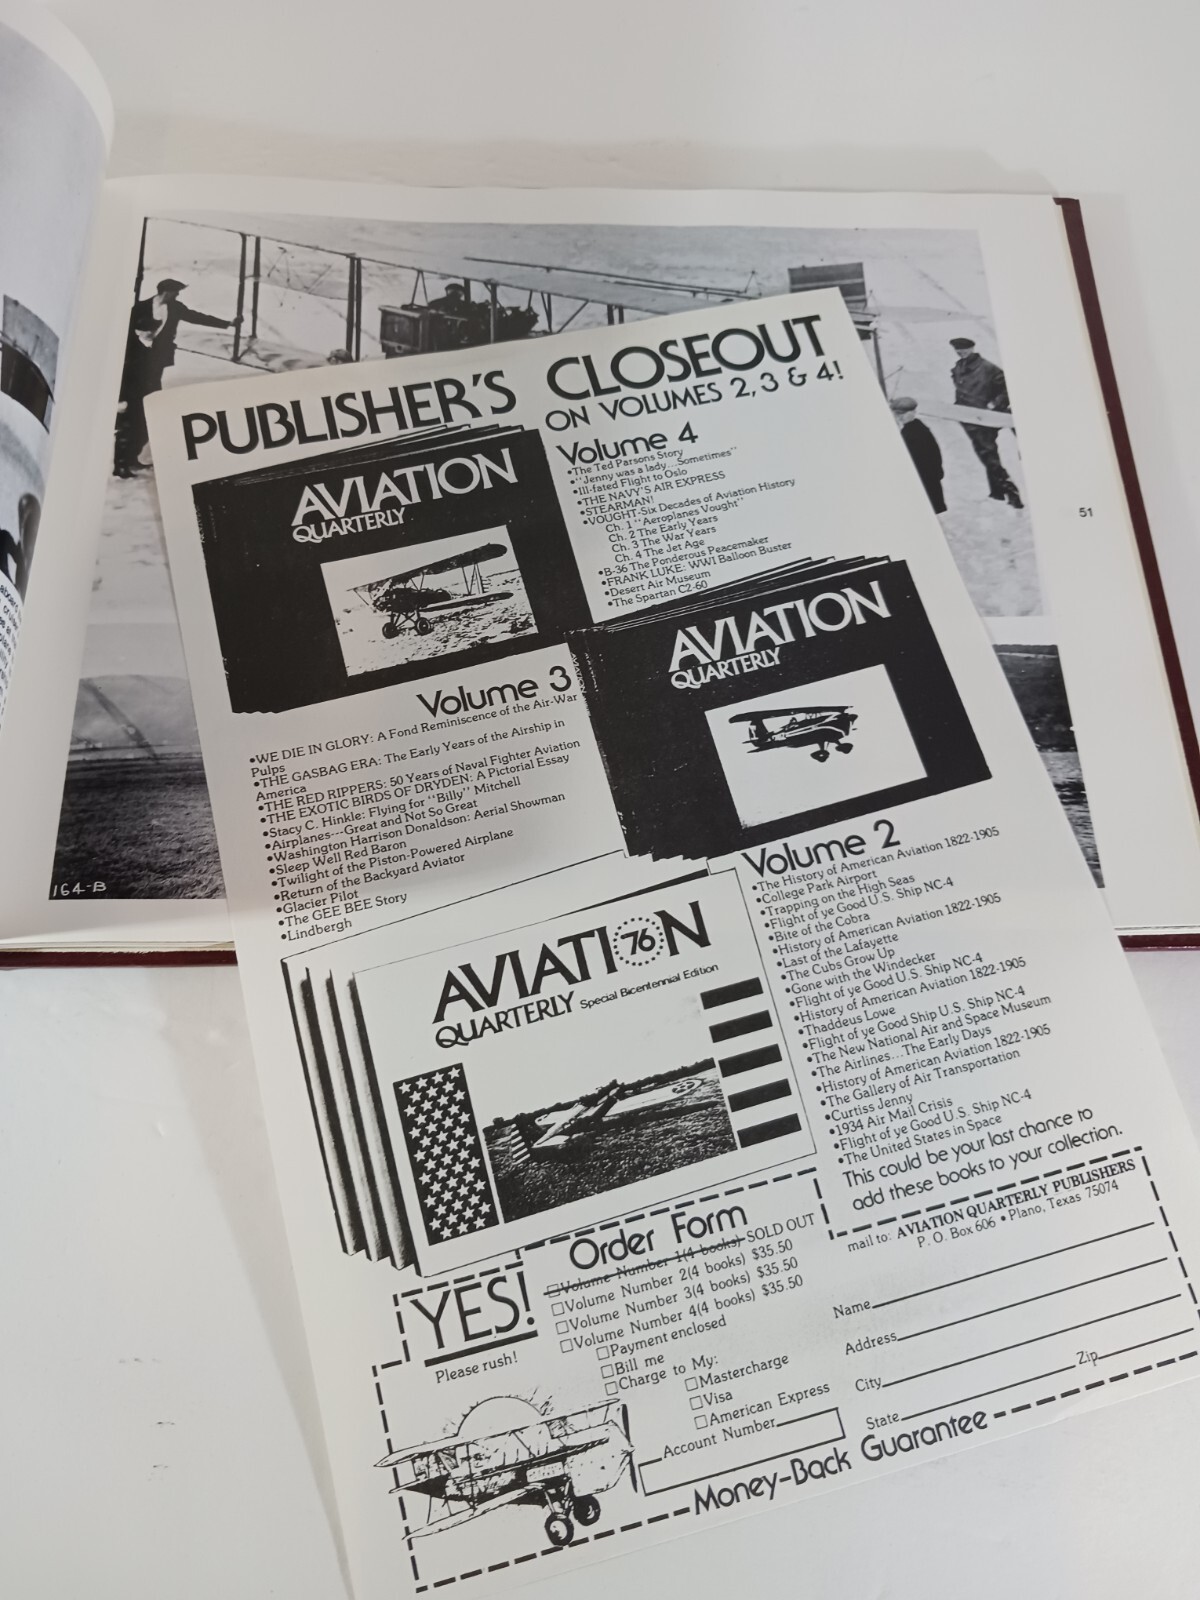 PUBLISHER'S CLOSEOUT
ON VOLUMES 2, 3 & 4!
AVIATION
QUARTERLY
Volume 4
•The Ted Parsons Story
•"Jenny was a lady...Sometimes"
•Ill-fated Flight to Oslo
•THE NAVY'S AIR EXPRESS
•STEARMAN!
•VOUGHT-Six Decades of Aviation History
Ch. 1 "Aeroplanes Vought"
Ch. 2 The Early Years
Ch. 3 The War Years
Ch. 4 The Jet Age
•B-36 The Ponderous Peacemaker
•FRANK LUKE: WWI Balloon Buster
•Desert Air Museum
•The Spartan C2-60
51
AVIATION
QUARTERLY
Volume 3
•WE DIE IN GLORY: A Fond Reminiscence of the Air-War
Pulps
•THE GASBAG ERA: The Early Years of the Airship in
America
•THE RED RIPPERS: 50 Years of Naval Fighter Aviation
•THE EXOTIC BIRDS OF DRYDEN: A Pictorial Essay
•Stacy C. Hinkle: Flying for "Billy" Mitchell
•Airplanes---Great and Not So Great
•Washington Harrison Donaldson: Aerial Showman
•Sleep Well Red Baron
•Twilight of the Piston-Powered Airplane
•Return of the Backyard Aviator
•Glacier Pilot
•The GEE BEE Story
•Lindbergh
164-B
Volume 2
•The History of American Aviation 1822-1905
•College Park Airport
•Trapping on the High Seas
•Flight of ye Good U.S. Ship NC-4
•Bite of the Cobra
•History of American Aviation 1822-1905
•Last of the Lafayette
•The Cubs Grow Up
•Gone with the Windecker
•Flight of ye Good U.S. Ship NC-4
•History of American Aviation 1822-1905
•Thaddeus Lowe
•Flight of ye Good Ship U.S. Ship NC-4
•The New National Air and Space Museum
•The Airlines...The Early Days
•History of American Aviation 1822-1905
•The Gallery of Air Transportation
•Curtiss Jenny
•1934 Air Mail Crisis
•Flight of ye Good U.S. Ship NC-4
•The United States in Space
This could be your last chance to
add these books to your collection.
AVIATI76N
QUARTERLY Special Bicentennial Edition
mail to: AVIATION QUARTERLY PUBLISHERS
P. O. Box 606 • Plano, Texas 75074
YES!
Please rush!
Order Form
☐Volume Number 1(4 books) SOLD OUT
☐Volume Number 2(4 books) $35.50
☐Volume Number 3(4 books) $35.50
☐Volume Number 4(4 books) $35.50
☐Payment enclosed
☐Bill me
☐Charge to My:
☐Mastercharge
☐Visa
☐American Express
Account Number
Name
Address
City
Zip
State
Money-Back Guarantee